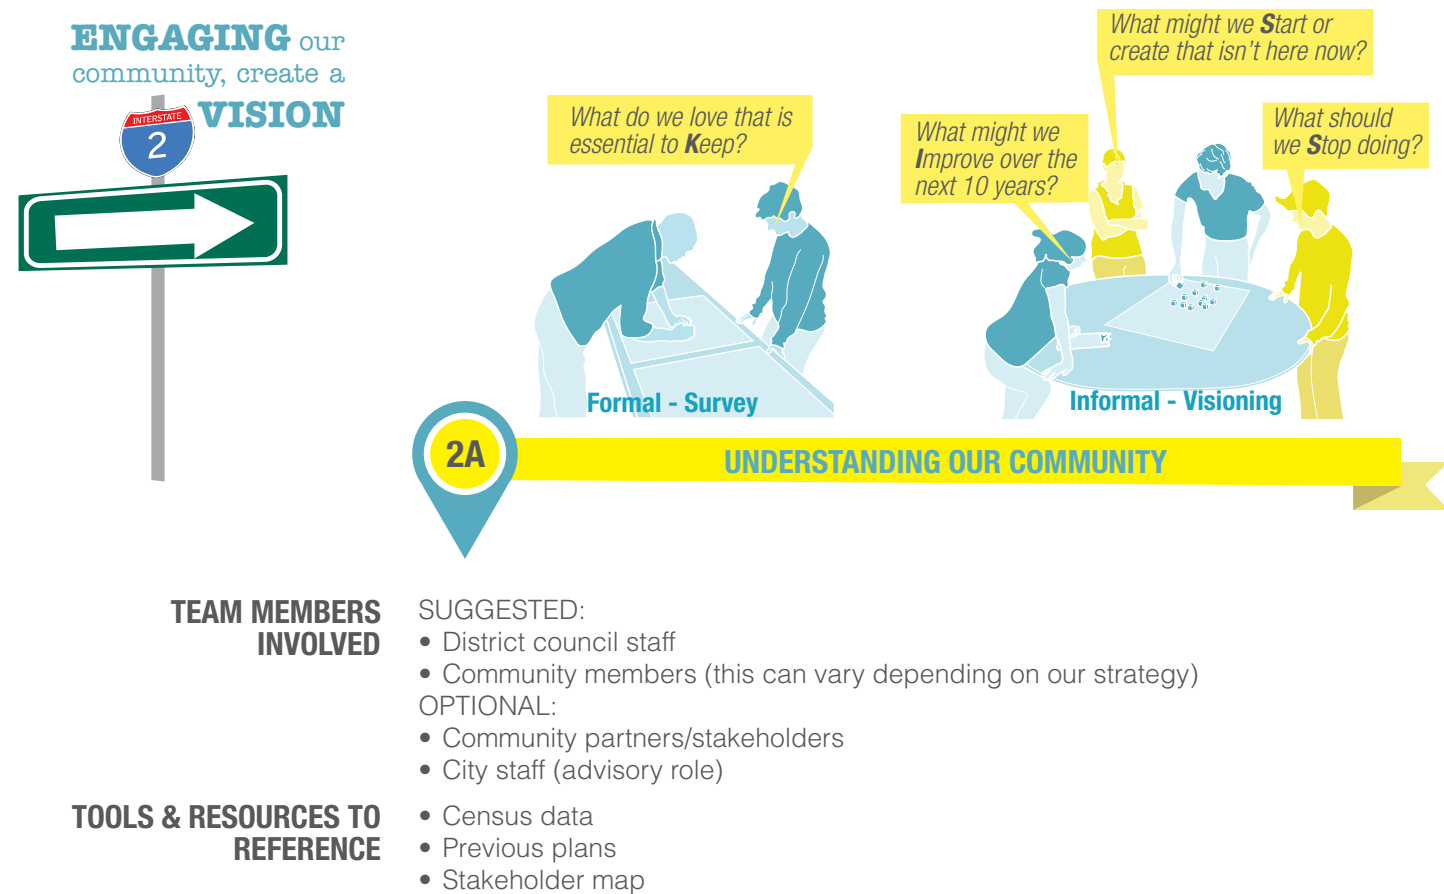 ENGAGING our
community, create a
VISION
INTERSTATE
2
What do we love that is
essential to Keep?
What might we
Improve over the
next 10 years?
What might we Start or
create that isn't here now?
What should
we Stop doing?
Formal - Survey
Informal - Visioning
2A
UNDERSTANDING OUR COMMUNITY
TEAM MEMBERS
INVOLVED
SUGGESTED:
• District council staff
• Community members (this can vary depending on our strategy)
OPTIONAL:
• Community partners/stakeholders
• City staff (advisory role)
TOOLS & RESOURCES TO
REFERENCE
• Census data
• Previous plans
• Stakeholder map